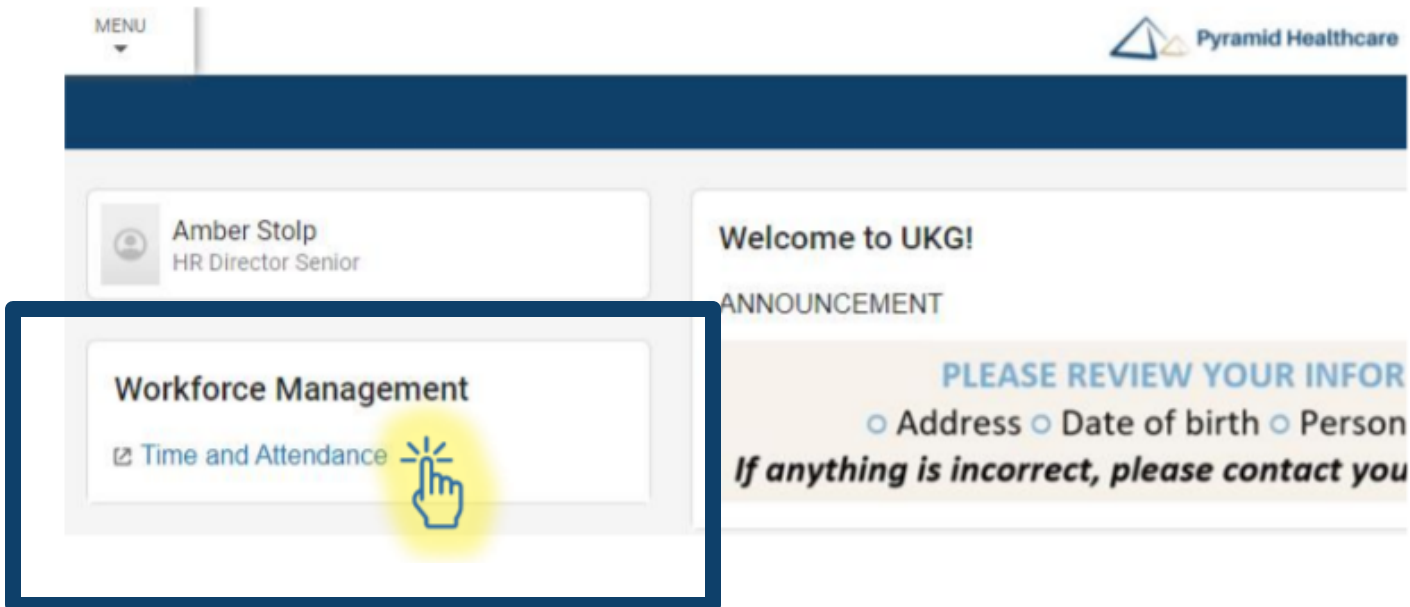 MENU
Pyramid Healthcare
Amber Stolp
HR Director Senior
Workforce Management
Time and Attendance
Welcome to UKG!
ANNOUNCEMENT
PLEASE REVIEW YOUR INFOR
○ Address ○ Date of birth ○ Person
If anything is incorrect, please contact you